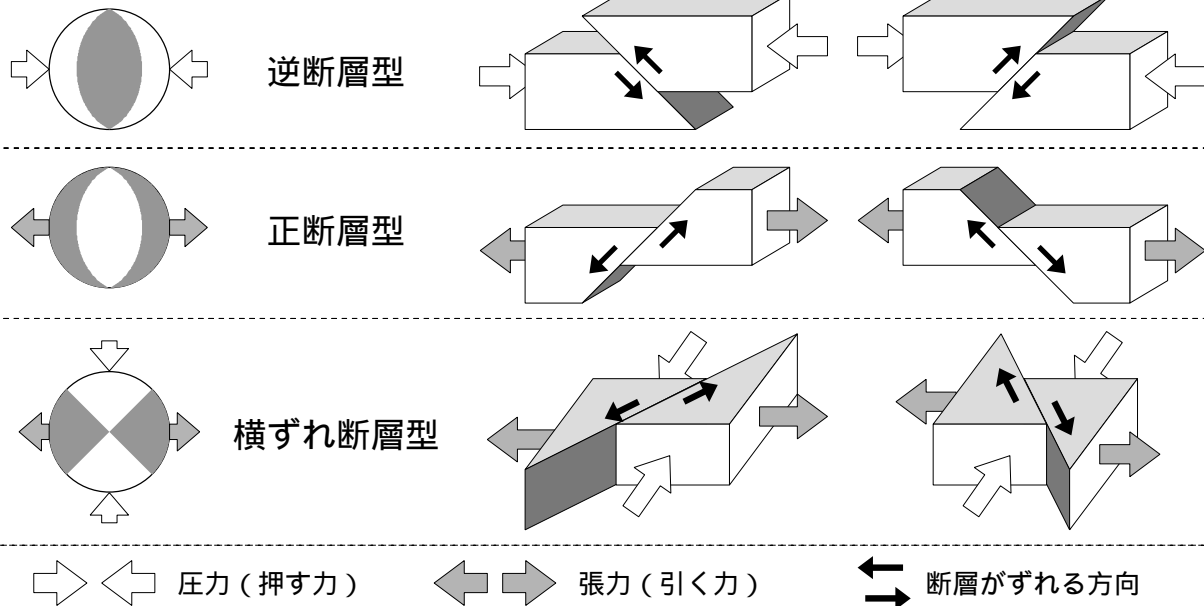 逆断層型
正断層型
横ずれ断層型
圧力（押す力）
張力（引く力）
断層がずれる方向